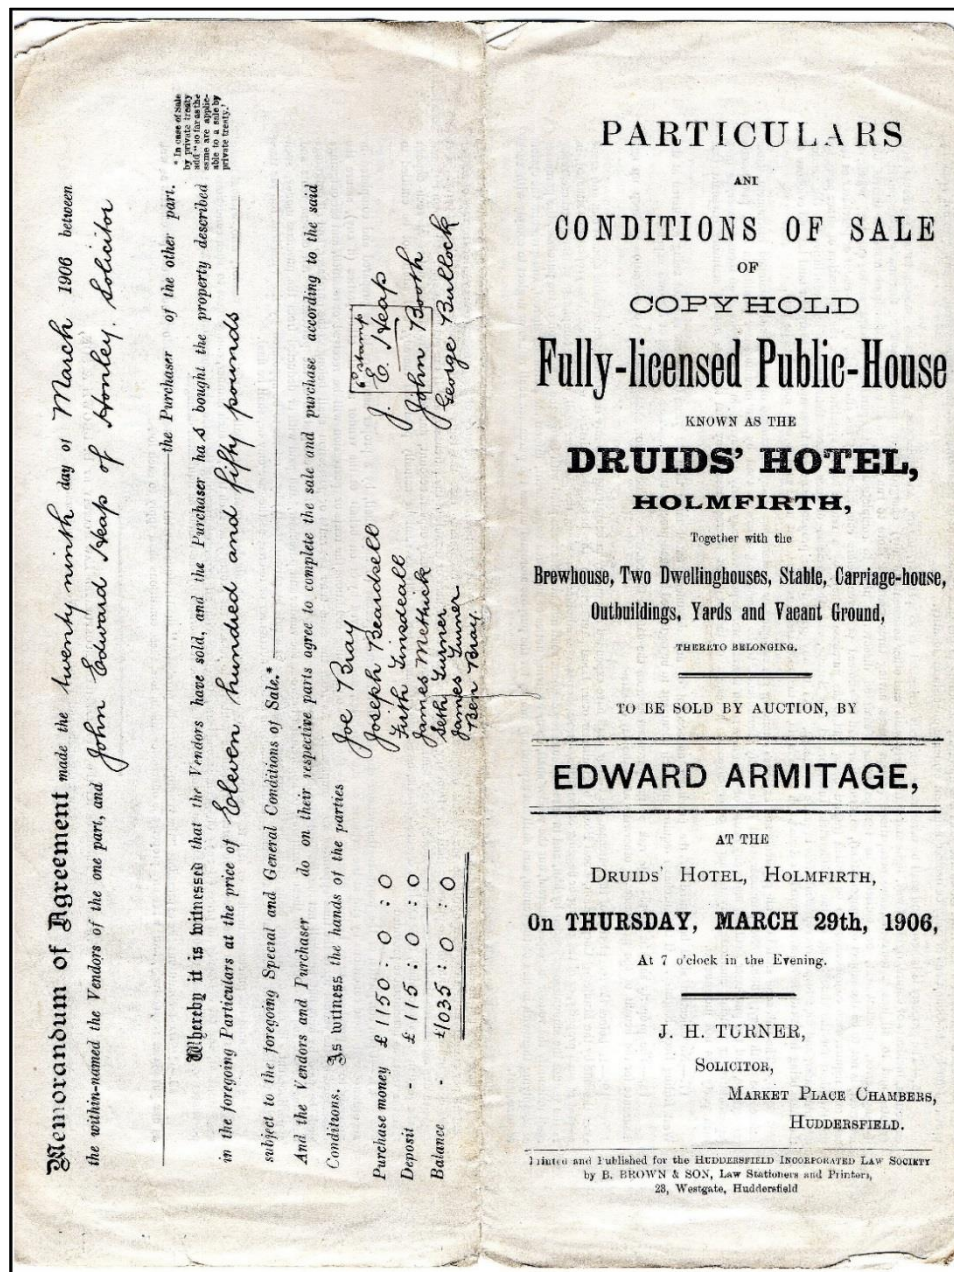 Memorandum of Agreement made the twenty ninth day of March 1906 between
the within-named the Vendors of the one part, and John Edward Heap of Honley. Solicitor
the Purchaser of the other part.
* In case of Sale
by private treaty
add "so far as the
same are applic-
able to a sale by
private treaty.'
Whereby it is witnessed that the Vendors have sold, and the Purchaser has bought the property described
in the foregoing Particulars at the price of Eleven hundred and fifty pounds
subject to the foregoing Special and General Conditions of Sale.*
And the Vendors and Purchaser do on their respective parts agree to complete the sale and purchase according to the said
Conditions. As witness the hands of the parties
Purchase money £1150 : 0 : 0
Deposit - £115 : 0 : 0
Balance - £1035 : 0 : 0
Joe Bray
Joseph Beardsell
Firth Tinsdeall
James Mettrick
Seth Turner
James Turner
Ben Bray.
6d stamp
J. E. Heap
John Booth
George Bullock
PARTICULARS
ANI
CONDITIONS OF SALE
OF
COPYHOLD
Fully-licensed Public-House
KNOWN AS THE
DRUIDS' HOTEL,
HOLMFIRTH,
Together with the
Brewhouse, Two Dwellinghouses, Stable, Carriage-house,
Outbuildings, Yards and Vacant Ground,
THERETO BELONGING.
TO BE SOLD BY AUCTION, BY
EDWARD ARMITAGE,
AT THE
DRUIDS' HOTEL, HOLMFIRTH,
On THURSDAY, MARCH 29th, 1906,
At 7 o'clock in the Evening.
J. H. TURNER,
SOLICITOR,
MARKET PLACE CHAMBERS,
HUDDERSFIELD.
Printed and Published for the HUDDERSFIELD INCORPORATED LAW SOCIETY
by B. BROWN & SON, Law Stationers and Printers,
23, Westgate, Huddersfield